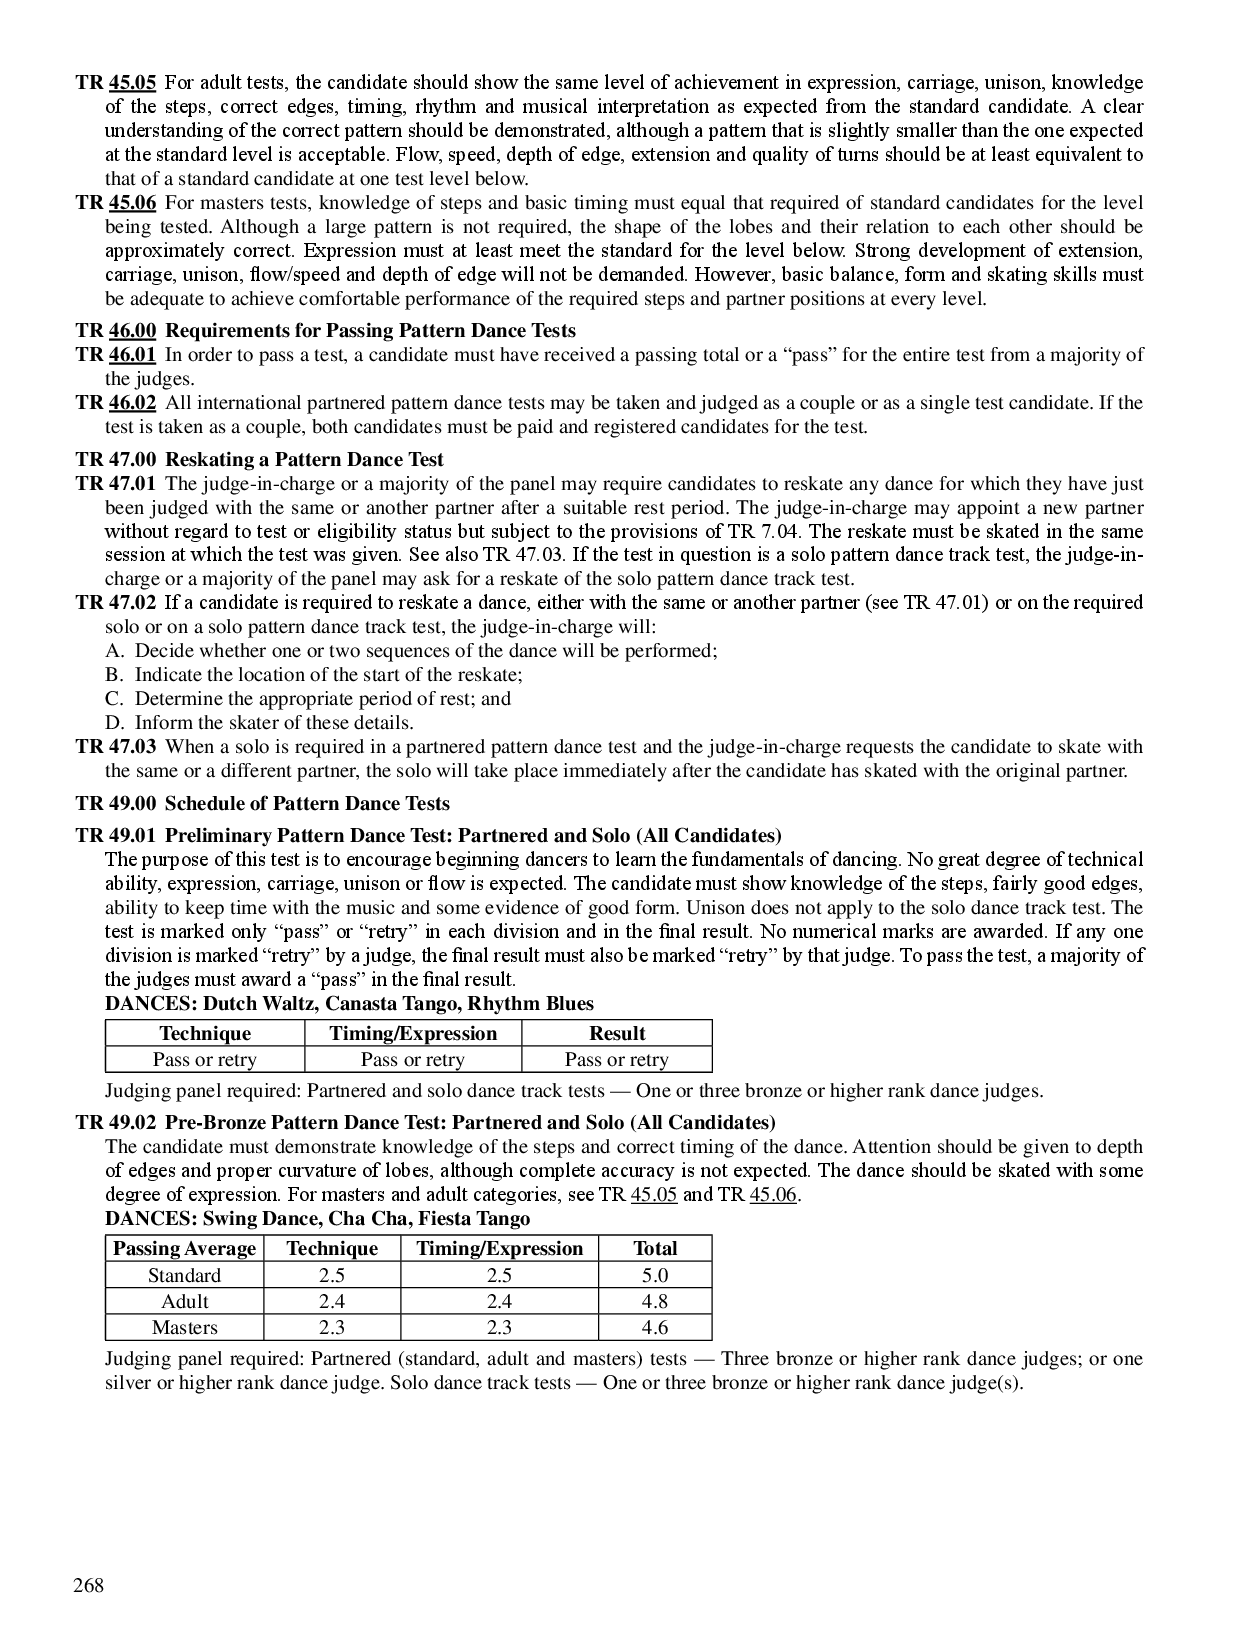 TR 45.05 For adult tests, the candidate should show the same level of achievement in expression, carriage, unison, knowledge
of the steps, correct edges, timing, rhythm and musical interpretation as expected from the standard candidate. A clear
understanding of the correct pattern should be demonstrated, although a pattern that is slightly smaller than the one expected
at the standard level is acceptable. Flow, speed, depth of edge, extension and quality of turns should be at least equivalent to
that of a standard candidate at one test level below.
TR 45.06 For masters tests, knowledge of steps and basic timing must equal that required of standard candidates for the level
being tested. Although a large pattern is not required, the shape of the lobes and their relation to each other should be
approximately correct. Expression must at least meet the standard for the level below. Strong development of extension,
carriage, unison, flow/speed and depth of edge will not be demanded. However, basic balance, form and skating skills must
be adequate to achieve comfortable performance of the required steps and partner positions at every level.
TR 46.00 Requirements for Passing Pattern Dance Tests
TR 46.01 In order to pass a test, a candidate must have received a passing total or a “pass” for the entire test from a majority of
the judges.
TR 46.02 All international partnered pattern dance tests may be taken and judged as a couple or as a single test candidate. If the
test is taken as a couple, both candidates must be paid and registered candidates for the test.
TR 47.00 Reskating a Pattern Dance Test
TR 47.01 The judge-in-charge or a majority of the panel may require candidates to reskate any dance for which they have just
been judged with the same or another partner after a suitable rest period. The judge-in-charge may appoint a new partner
without regard to test or eligibility status but subject to the provisions of TR 7.04. The reskate must be skated in the same
session at which the test was given. See also TR 47.03. If the test in question is a solo pattern dance track test, the judge-in-
charge or a majority of the panel may ask for a reskate of the solo pattern dance track test.
TR 47.02 If a candidate is required to reskate a dance, either with the same or another partner (see TR 47.01) or on the required
solo or on a solo pattern dance track test, the judge-in-charge will:
A. Decide whether one or two sequences of the dance will be performed;
B. Indicate the location of the start of the reskate;
C. Determine the appropriate period of rest; and
D. Inform the skater of these details.
TR 47.03 When a solo is required in a partnered pattern dance test and the judge-in-charge requests the candidate to skate with
the same or a different partner, the solo will take place immediately after the candidate has skated with the original partner.
TR 49.00 Schedule of Pattern Dance Tests
TR 49.01 Preliminary Pattern Dance Test: Partnered and Solo (All Candidates)
The purpose of this test is to encourage beginning dancers to learn the fundamentals of dancing. No great degree of technical
ability, expression, carriage, unison or flow is expected. The candidate must show knowledge of the steps, fairly good edges,
ability to keep time with the music and some evidence of good form. Unison does not apply to the solo dance track test. The
test is marked only “pass” or “retry” in each division and in the final result. No numerical marks are awarded. If any one
division is marked “retry” by a judge, the final result must also be marked “retry” by that judge. To pass the test, a majority of
the judges must award a “pass” in the final result.
DANCES: Dutch Waltz, Canasta Tango, Rhythm Blues
Technique Timing/Expression Result
Pass or retry Pass or retry Pass or retry
Judging panel required: Partnered and solo dance track tests — One or three bronze or higher rank dance judges.
TR 49.02 Pre-Bronze Pattern Dance Test: Partnered and Solo (All Candidates)
The candidate must demonstrate knowledge of the steps and correct timing of the dance. Attention should be given to depth
of edges and proper curvature of lobes, although complete accuracy is not expected. The dance should be skated with some
degree of expression. For masters and adult categories, see TR 45.05 and TR 45.06.
DANCES: Swing Dance, Cha Cha, Fiesta Tango
Passing Average Technique Timing/Expression Total
Standard 2.5 2.5 5.0
Adult 2.4 2.4 4.8
Masters 2.3 2.3 4.6
Judging panel required: Partnered (standard, adult and masters) tests — Three bronze or higher rank dance judges; or one
silver or higher rank dance judge. Solo dance track tests — One or three bronze or higher rank dance judge(s).
268